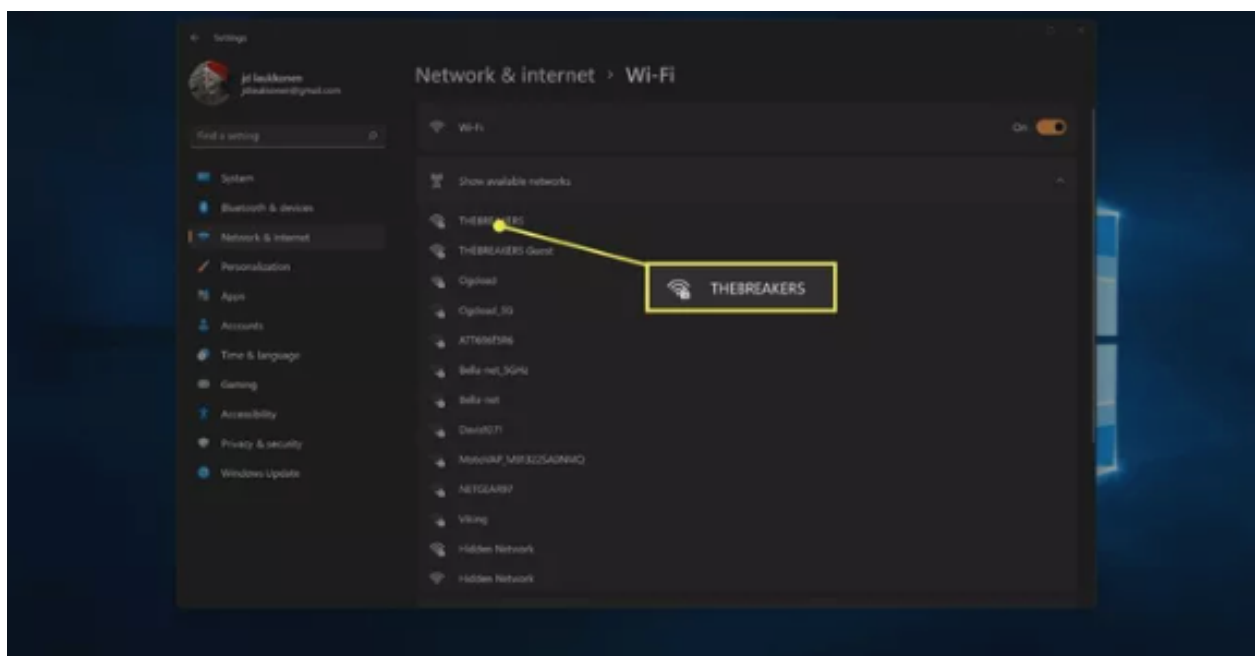 Settings
jd laukkonen
Network & internet > Wi-Fi
Find a setting
Wi-Fi
On
System
Show available networks
Bluetooth & devices
THEBREAKERS
Network & internet
THEBREAKERS Guest
Personalization
THEBREAKERS
Apps
Accounts
Time & language
Bella-net_5GHz
Gaming
Bella-net
Accessibility
Privacy & security
Windows Update
NETGEAR97
Viking
Hidden Network
Hidden Network